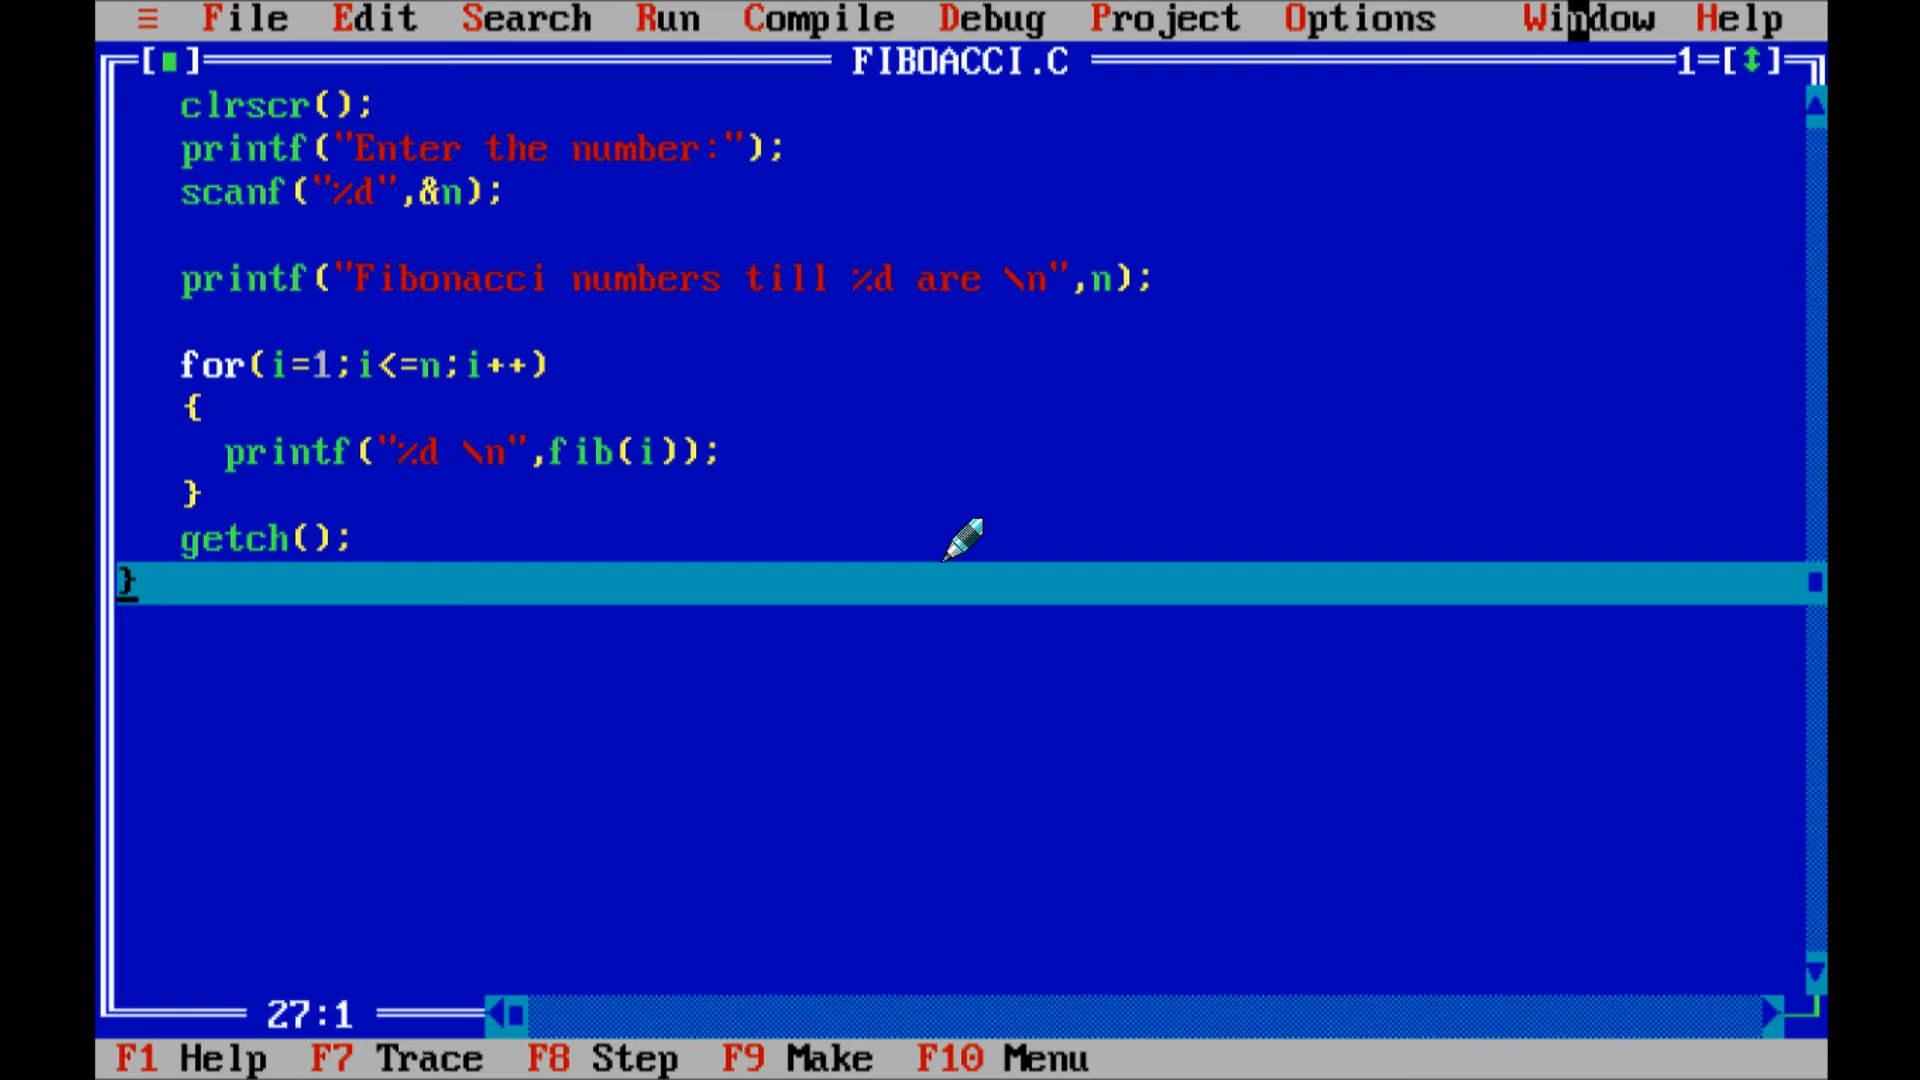 ≡ File Edit Search Run Compile Debug Project Options Window Help
[■] FIBOACCI.C 1=[↕]
clrscr();
printf("Enter the number:");
scanf("%d",&n);
printf("Fibonacci numbers till %d are \n",n);
for(i=1;i<=n;i++)
{
printf("%d \n",fib(i));
}
getch();
}
27:1
F1 Help F7 Trace F8 Step F9 Make F10 Menu